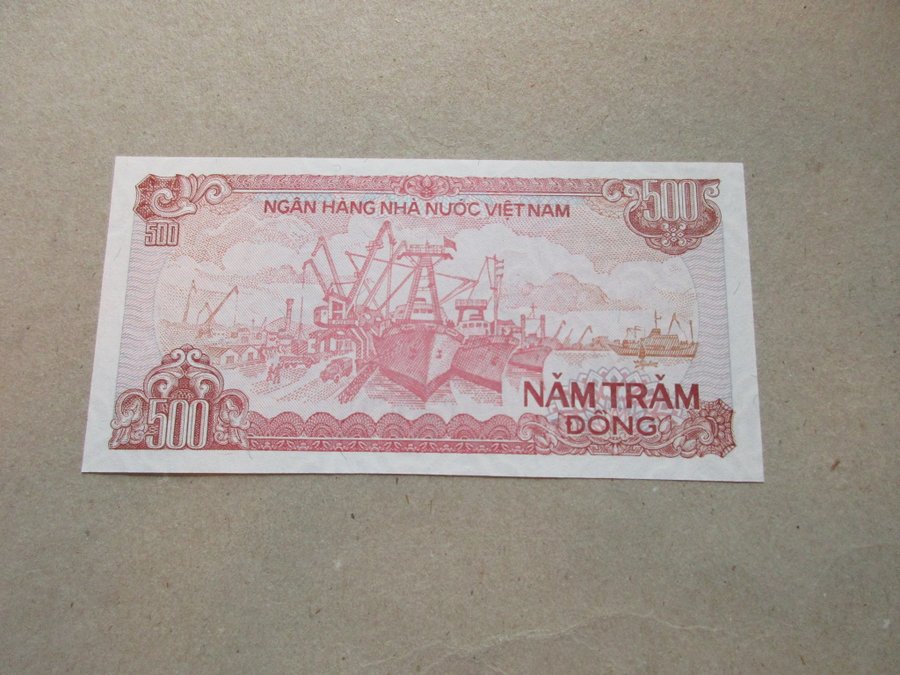 NGÂN HÀNG NHÀ NƯỚC VIỆT NAM
500
500
500
NĂM TRĂM
ĐỒNG